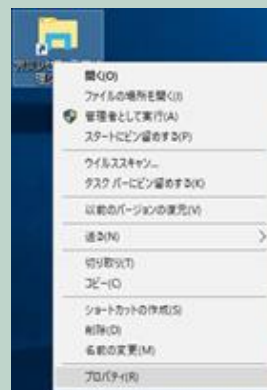 開く(O)
ファイルの場所を開く(I)
管理者として実行(A)
スタートにピン留めする(P)
ウイルススキャン...
タスク バーにピン留めする(K)
以前のバージョンの復元(V)
送る(N)
切り取り(T)
コピー(C)
ショートカットの作成(S)
削除(D)
名前の変更(M)
プロパティ(R)